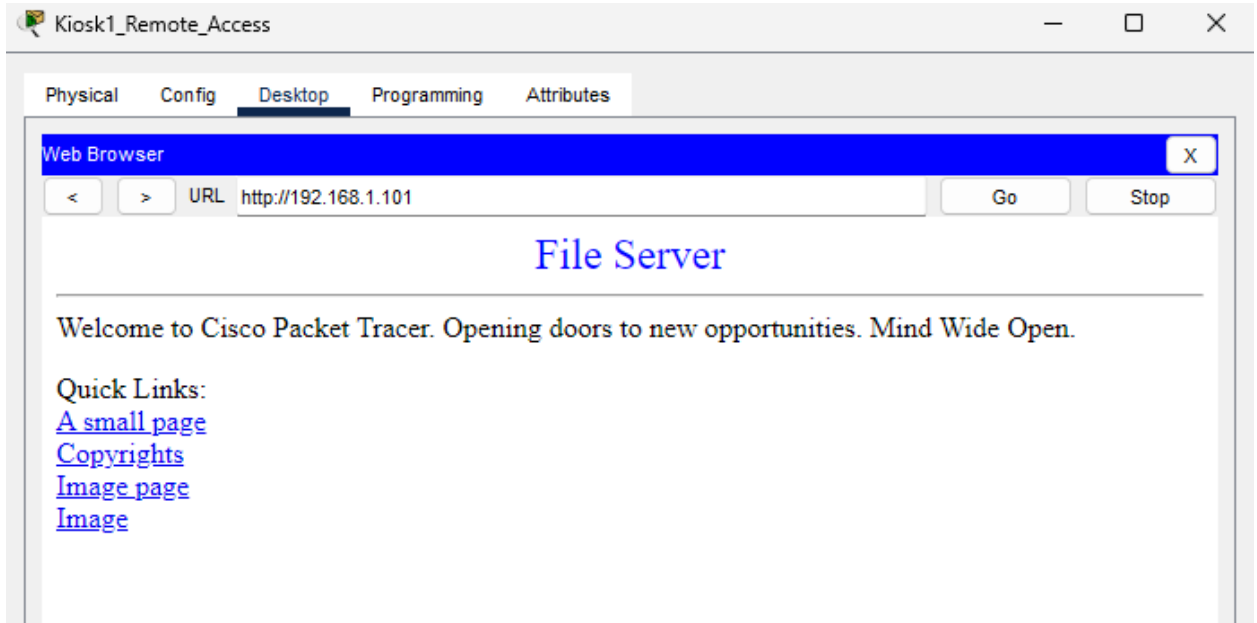 Kiosk1_Remote_Access
Physical Config Desktop Programming Attributes
Web Browser X
< > URL http://192.168.1.101 Go Stop
File Server
Welcome to Cisco Packet Tracer. Opening doors to new opportunities. Mind Wide Open.
Quick Links:
A small page
Copyrights
Image page
Image